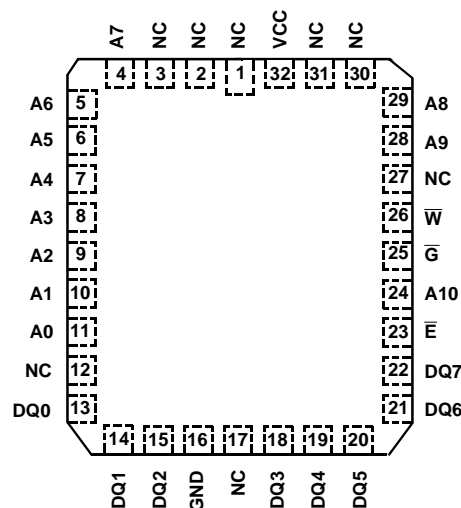 A7 NC NC NC VCC NC NC
4 3 2 1 32 31 30
A6 5 29 A8
A5 6 28 A9
A4 7 27 NC
A3 8 26 W̅
A2 9 25 G̅
A1 10 24 A10
A0 11 23 E̅
NC 12 22 DQ7
DQ0 13 21 DQ6
14 15 16 17 18 19 20
DQ1 DQ2 GND NC DQ3 DQ4 DQ5